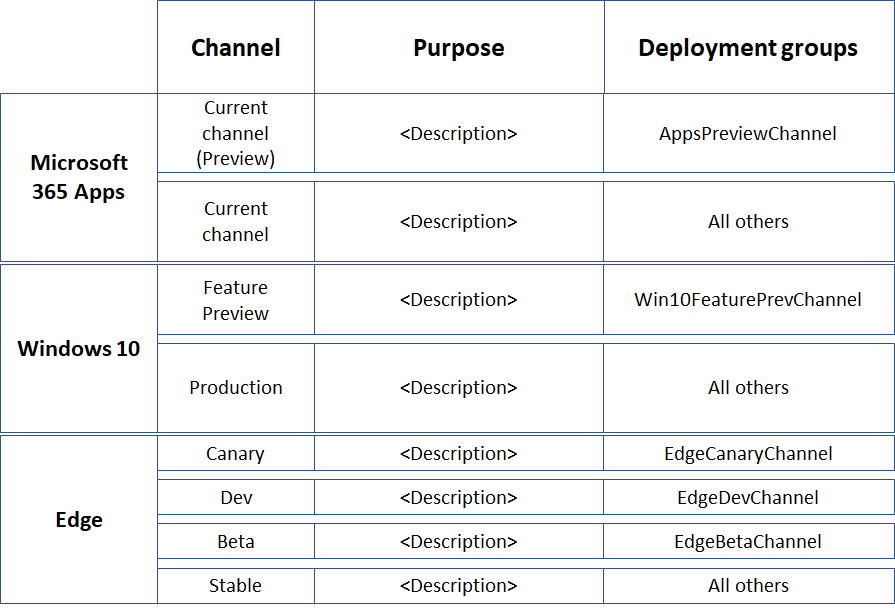 Channel
Purpose
Deployment groups
Microsoft
365 Apps
Current
channel
(Preview)
<Description>
AppsPreviewChannel
Current
channel
<Description>
All others
Windows 10
Feature
Preview
<Description>
Win10FeaturePrevChannel
Production
<Description>
All others
Edge
Canary
<Description>
EdgeCanaryChannel
Dev
<Description>
EdgeDevChannel
Beta
<Description>
EdgeBetaChannel
Stable
<Description>
All others